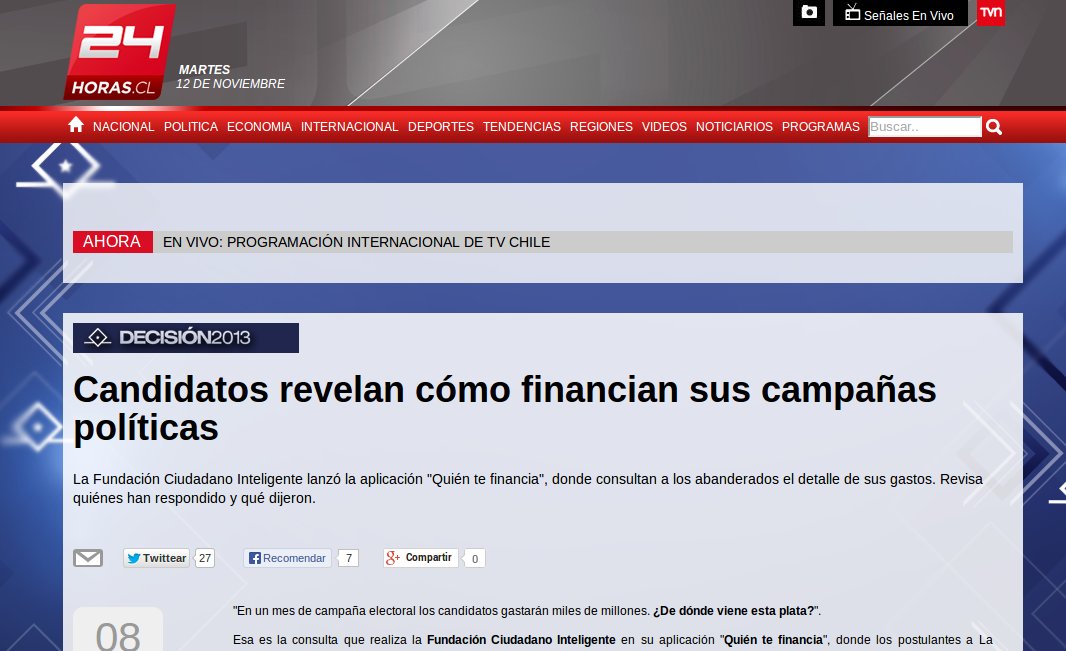 24
HORAS.CL
MARTES
12 DE NOVIEMBRE
Señales En Vivo
TVN
NACIONAL POLITICA ECONOMIA INTERNACIONAL DEPORTES TENDENCIAS REGIONES VIDEOS NOTICIARIOS PROGRAMAS Buscar..
AHORA EN VIVO: PROGRAMACIÓN INTERNACIONAL DE TV CHILE
DECISIÓN2013
Candidatos revelan cómo financian sus campañas
políticas
La Fundación Ciudadano Inteligente lanzó la aplicación "Quién te financia", donde consultan a los abanderados el detalle de sus gastos. Revisa
quiénes han respondido y qué dijeron.
Twittear 27 Recomendar 7 Compartir 0
08
"En un mes de campaña electoral los candidatos gastarán miles de millones. ¿De dónde viene esta plata?".
Esa es la consulta que realiza la Fundación Ciudadano Inteligente en su aplicación "Quién te financia", donde los postulantes a La